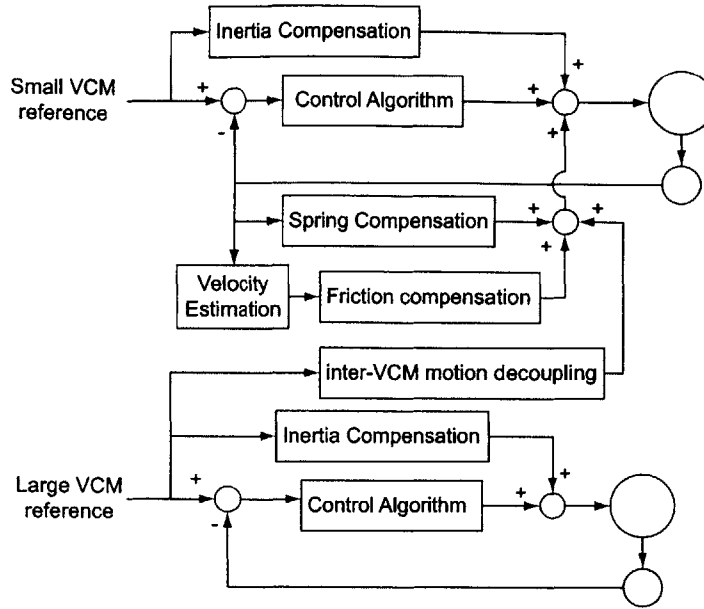 Inertia Compensation
+
Small VCM
reference
+
Control Algorithm
+
-
+
Spring Compensation
+
+
+
Velocity
Estimation
Friction compensation
inter-VCM motion decoupling
Inertia Compensation
+
Large VCM
reference
+
Control Algorithm
+
-